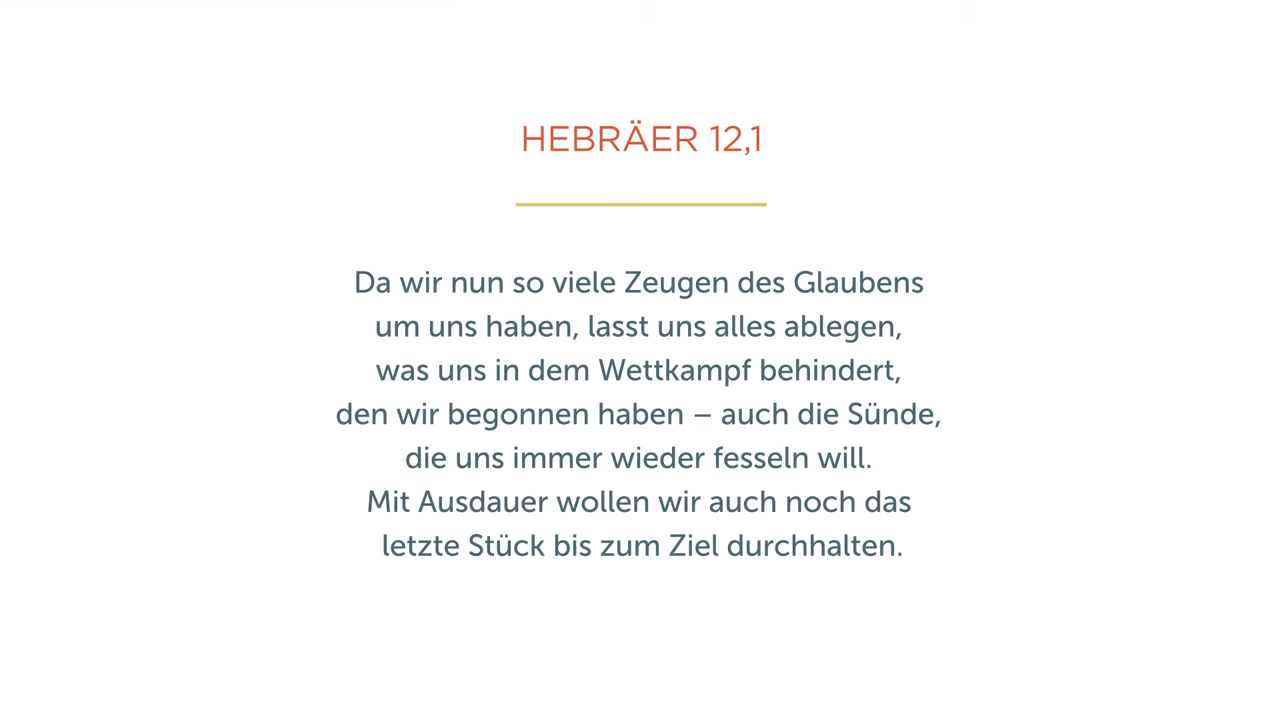 HEBRÄER 12,1
Da wir nun so viele Zeugen des Glaubens
um uns haben, lasst uns alles ablegen,
was uns in dem Wettkampf behindert,
den wir begonnen haben – auch die Sünde,
die uns immer wieder fesseln will.
Mit Ausdauer wollen wir auch noch das
letzte Stück bis zum Ziel durchhalten.